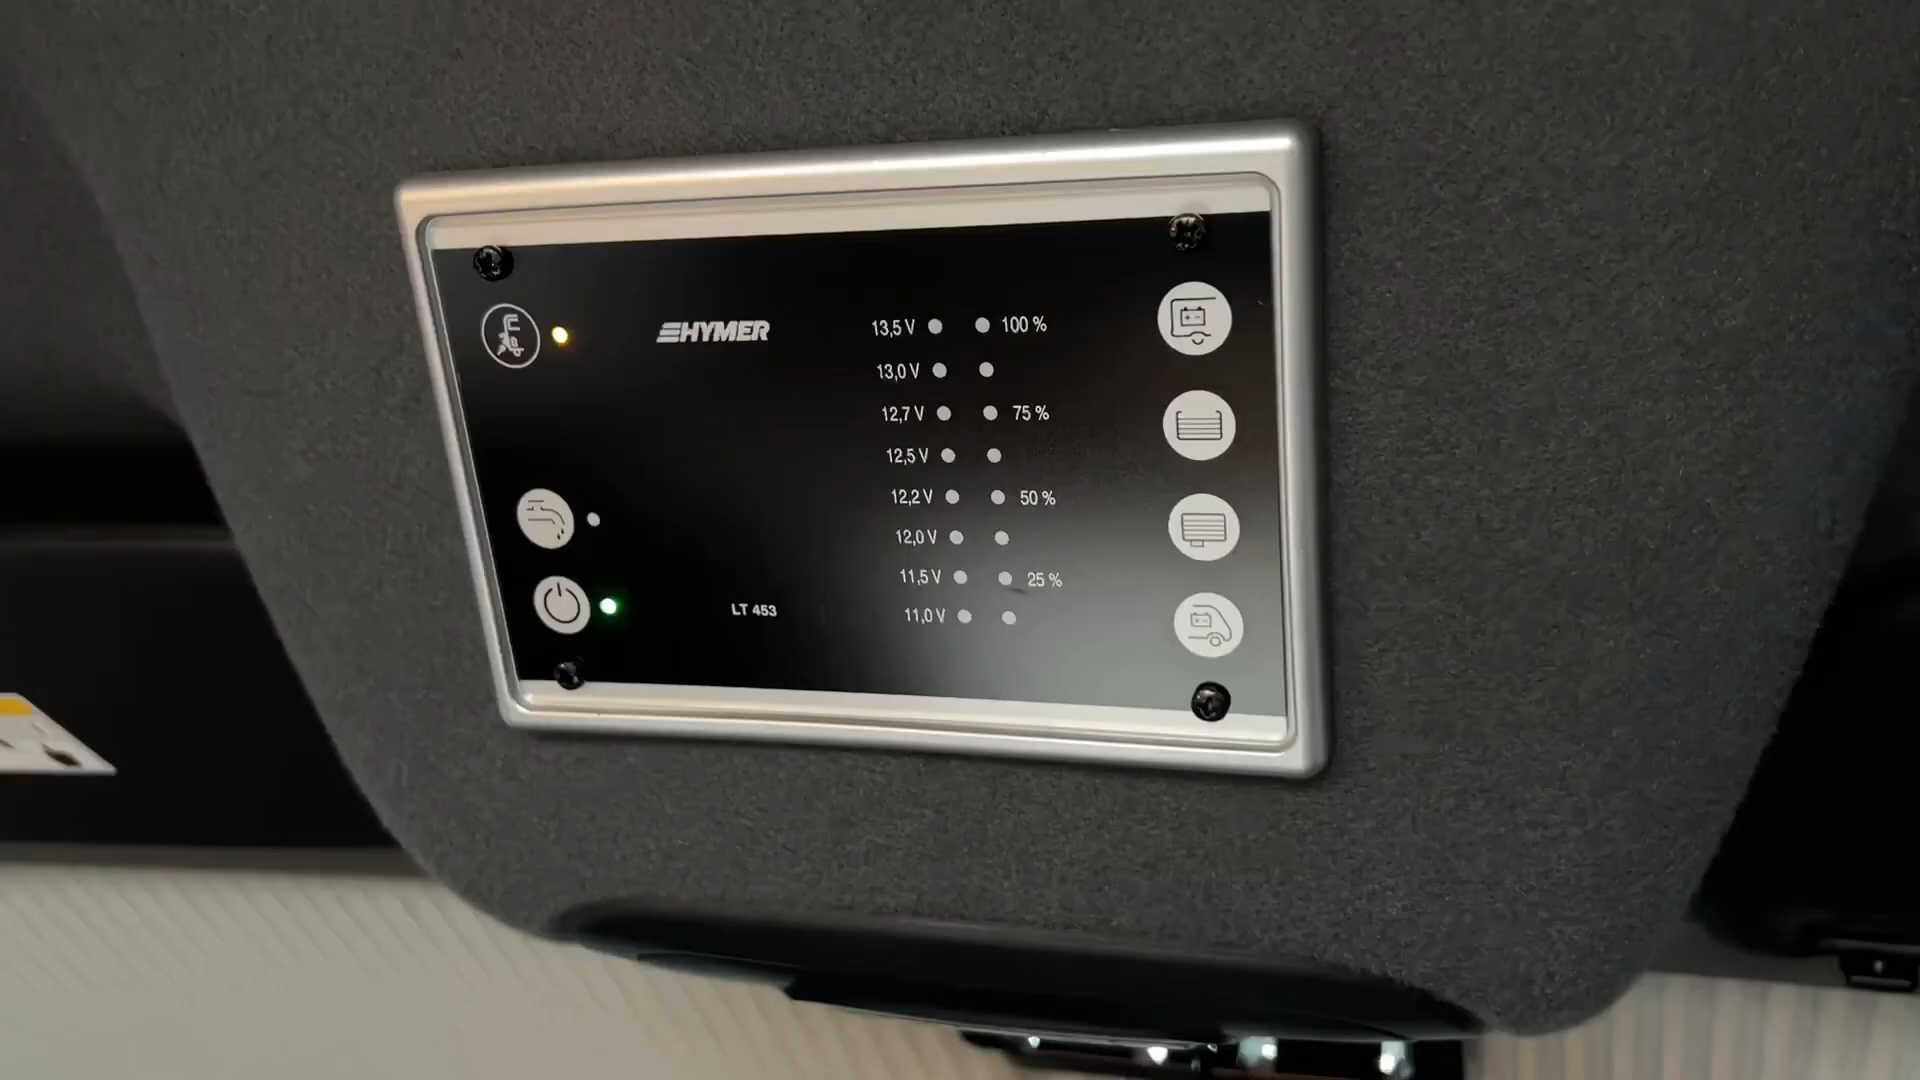 HYMER
13,5 V 100 %
13,0 V
12,7 V 75 %
12,5 V
12,2 V 50 %
12,0 V
11,5 V 25 %
11,0 V
LT 453